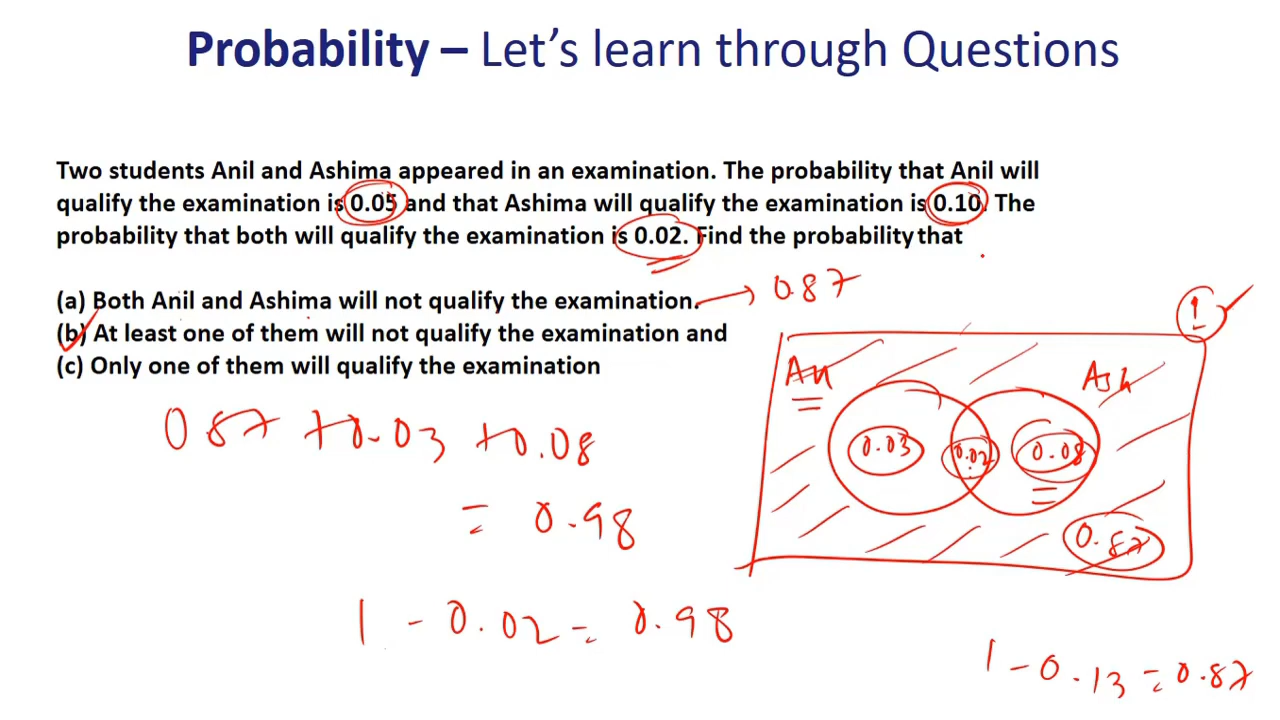 Probability – Let's learn through Questions
Two students Anil and Ashima appeared in an examination. The probability that Anil will
qualify the examination is 0.05 and that Ashima will qualify the examination is 0.10. The
probability that both will qualify the examination is 0.02. Find the probability that
(a) Both Anil and Ashima will not qualify the examination. → 0.87
(b) At least one of them will not qualify the examination and
(c) Only one of them will qualify the examination
1
An Ash
0.03 0.02 0.08
0.87
0.87 + 0.03 + 0.08
= 0.98
1 - 0.02 = 0.98
1 - 0.13 = 0.87